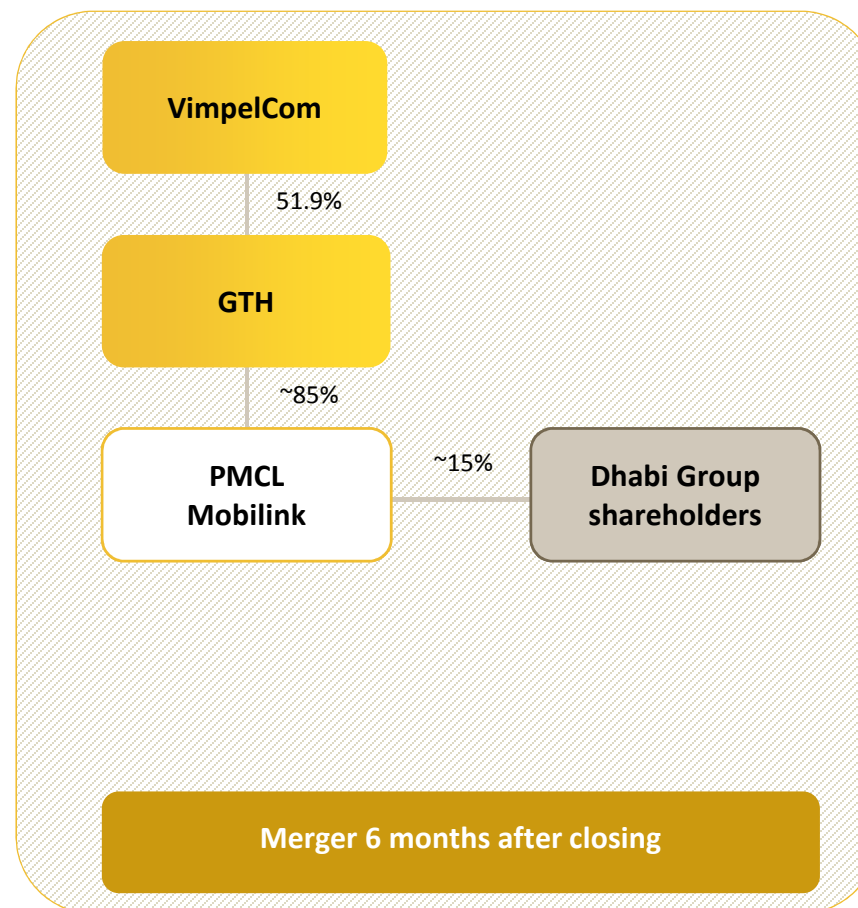 VimpelCom
51.9%
GTH
~85%
PMCL
Mobilink
~15%
Dhabi Group
shareholders
Merger 6 months after closing